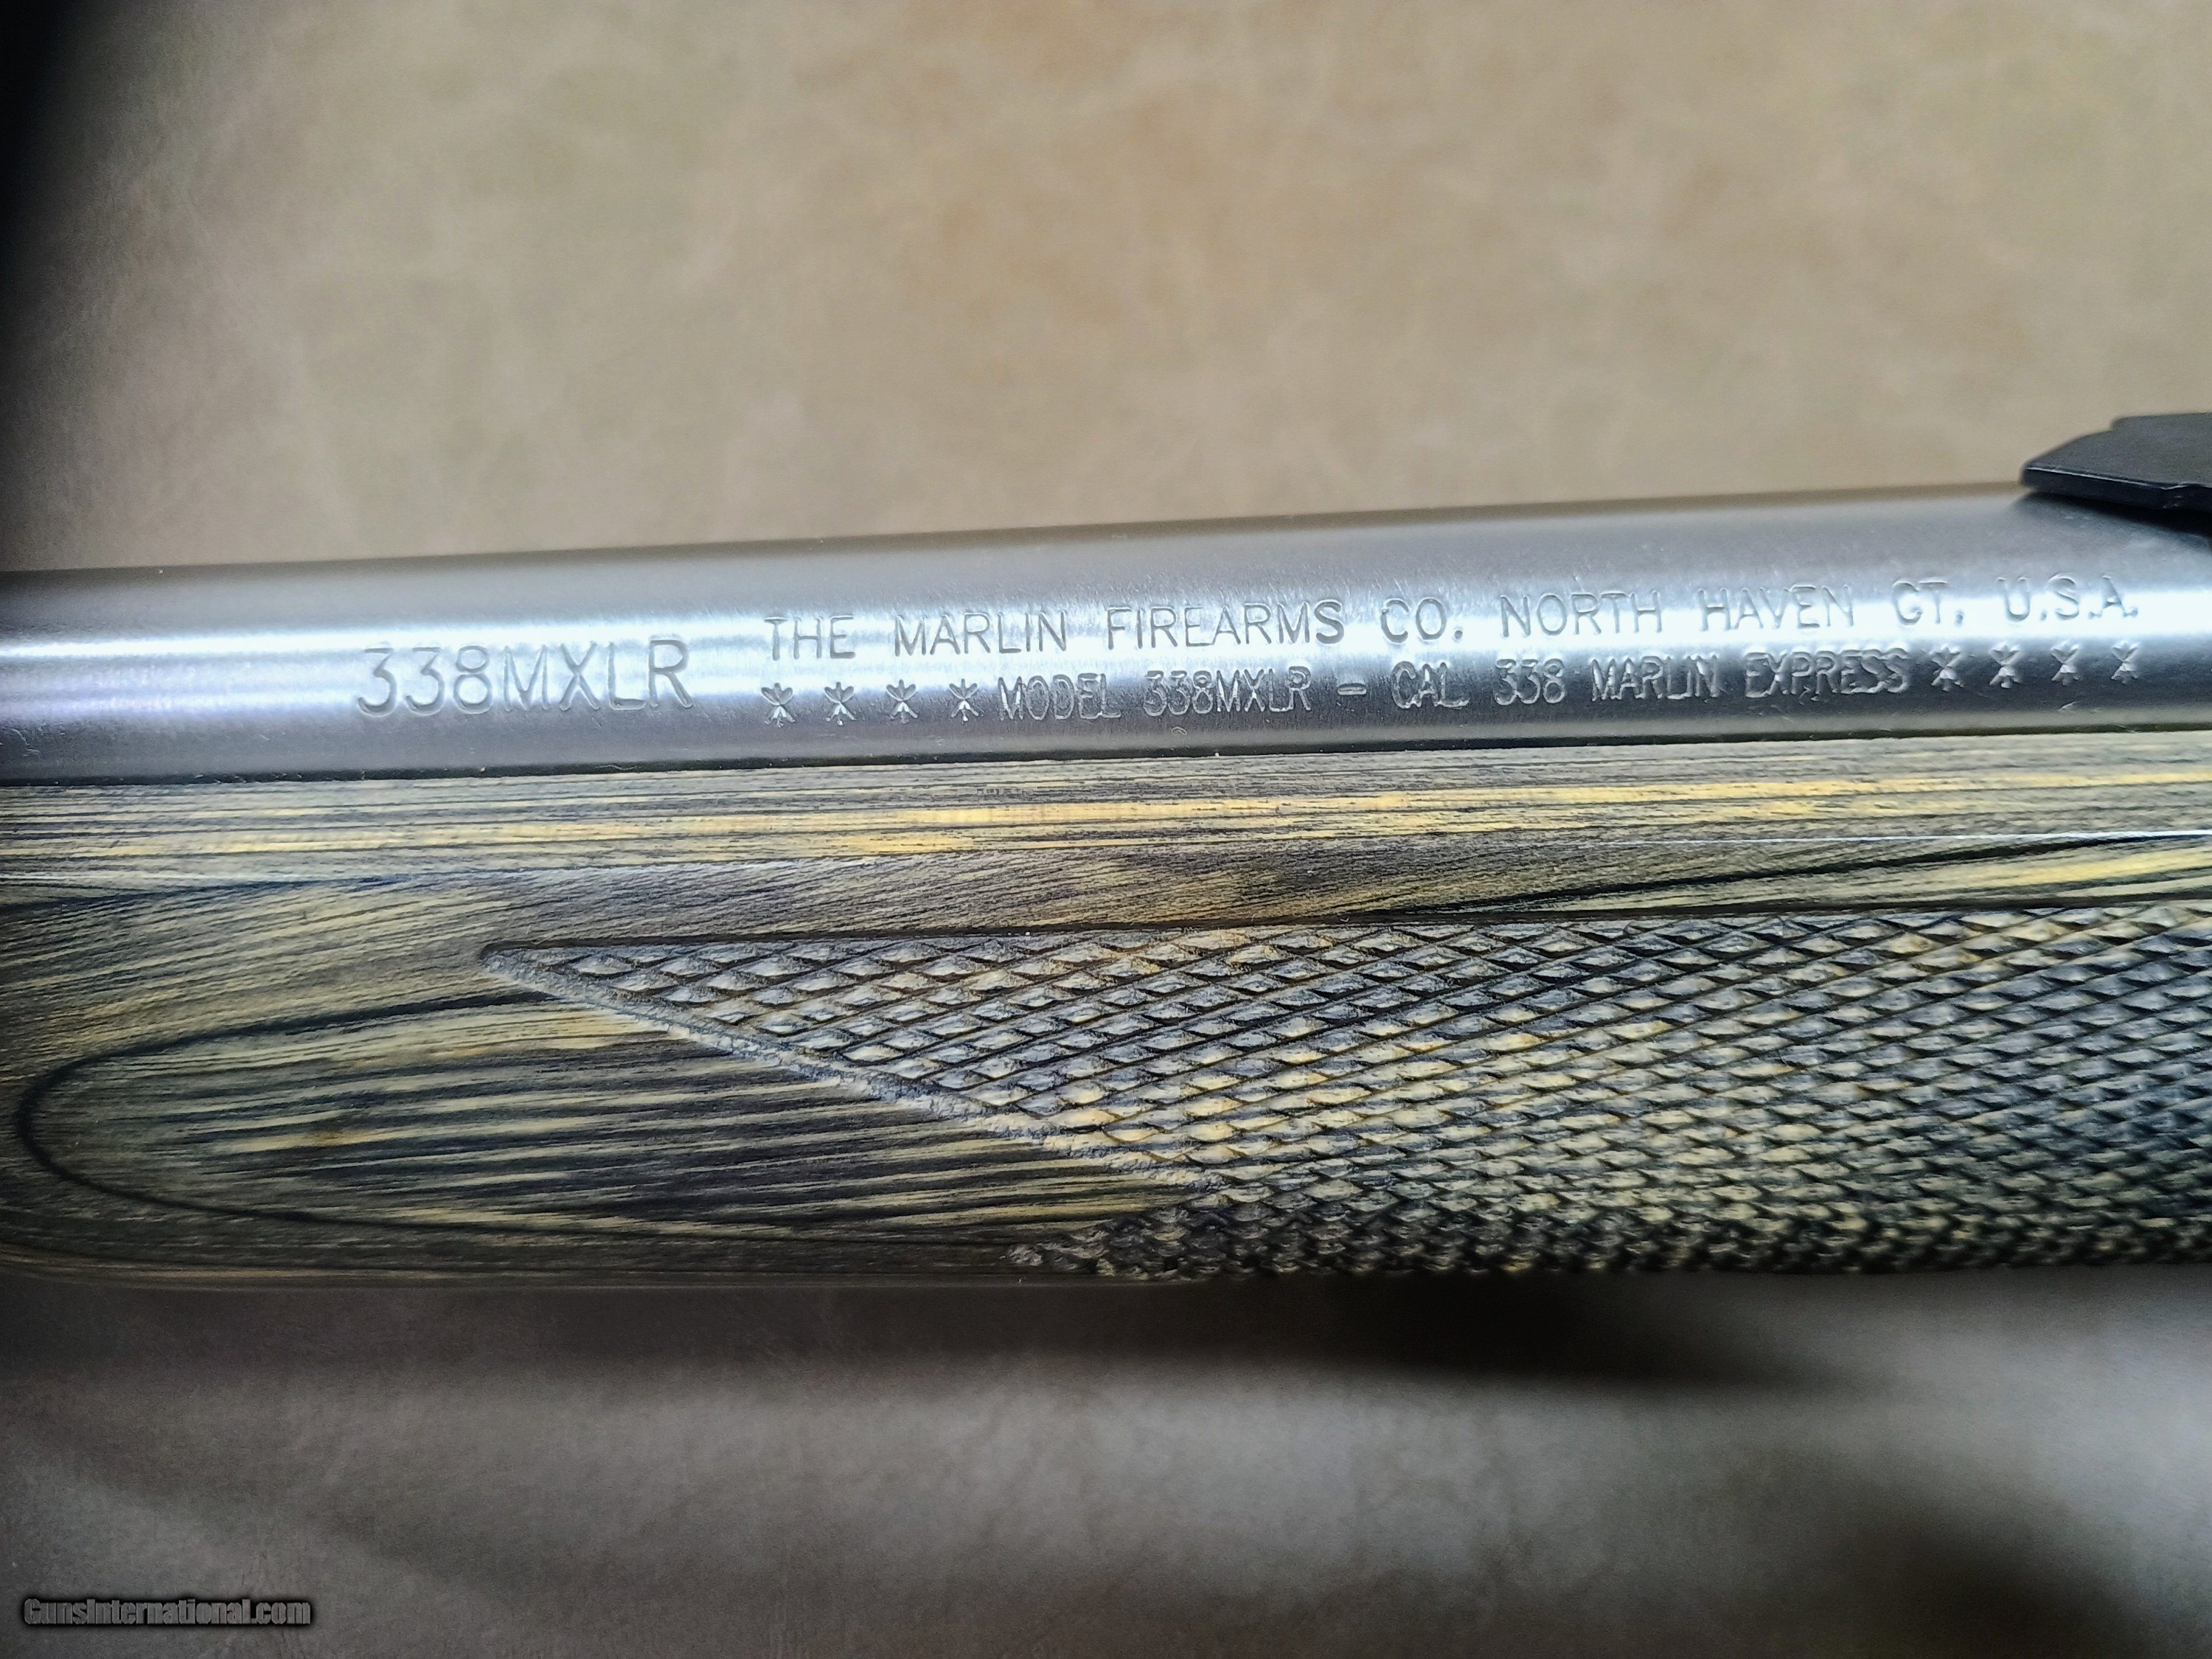 338MXLR
THE MARLIN FIREARMS CO. NORTH HAVEN CT. U.S.A.
****MODEL 338MXLR - CAL. 338 MARLIN EXPRESS****
GunsInternational.com